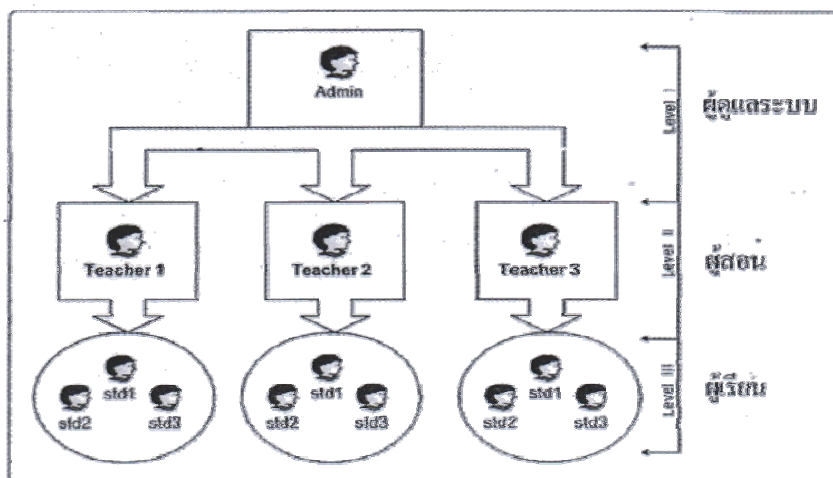 Admin
Level I
ผู้ดูแลระบบ
Teacher 1
Teacher 2
Teacher 3
Level II
ผู้สอน
std1
std2
std3
std1
std2
std3
std1
std2
std3
Level III
ผู้เรียน